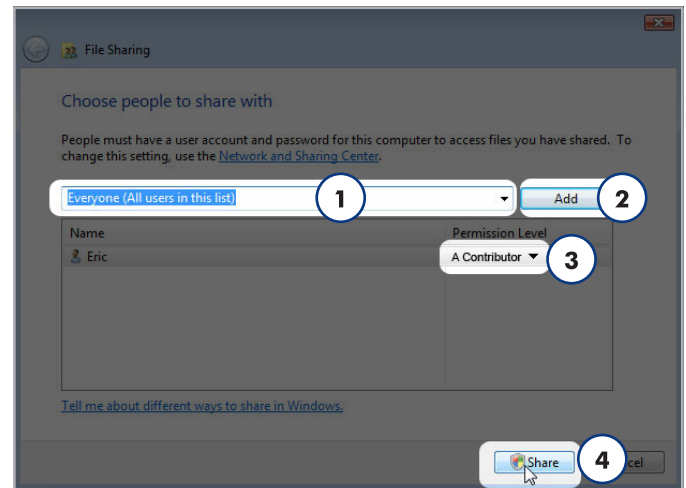 File Sharing
Choose people to share with
People must have a user account and password for this computer to access files you have shared. To
change this setting, use the Network and Sharing Center.
Everyone (All users in this list) 1 Add 2
Name Permission Level
Eric A Contributor 3
Tell me about different ways to share in Windows.
Share 4 cel